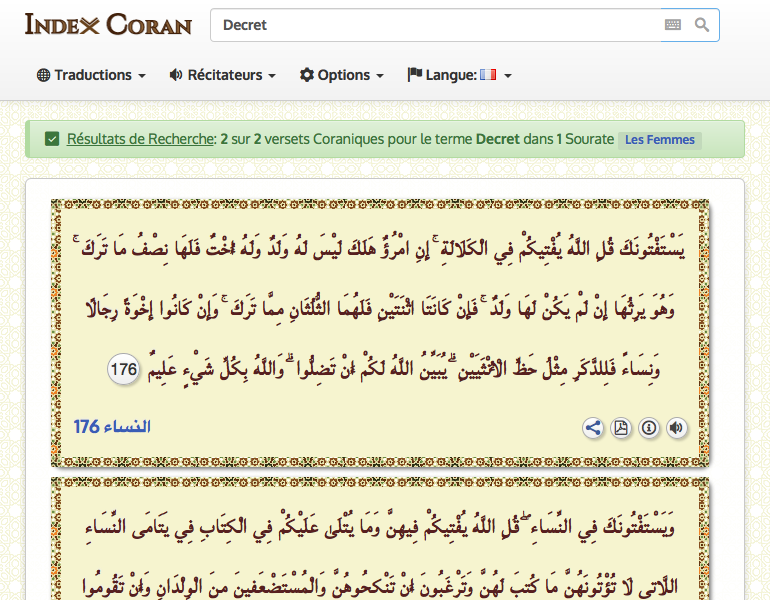 Index Coran
Decret
Traductions
Récitateurs
Options
Langue:
Résultats de Recherche: 2 sur 2 versets Coraniques pour le terme Decret dans 1 Sourate Les Femmes
يَسْتَفْتُونَكَ قُلِ اللَّهُ يُفْتِيكُمْ فِي الْكَلَالَةِ ۚ إِنِ امْرُؤٌ هَلَكَ لَيْسَ لَهُ وَلَدٌ وَلَهُ أُخْتٌ فَلَهَا نِصْفُ مَا تَرَكَ ۚ
وَهُوَ يَرِثُهَا إِنْ لَمْ يَكُنْ لَهَا وَلَدٌ ۚ فَإِنْ كَانَتَا اثْنَتَيْنِ فَلَهُمَا الثُّلُثَانِ مِمَّا تَرَكَ ۚ وَإِنْ كَانُوا إِخْوَةً رِجَالًا
وَنِسَاءً فَلِلذَّكَرِ مِثْلُ حَظِّ الْأُنْثَيَيْنِ ۗ يُبَيِّنُ اللَّهُ لَكُمْ أَنْ تَضِلُّوا ۗ وَاللَّهُ بِكُلِّ شَيْءٍ عَلِيمٌ 176
النساء 176
وَيَسْتَفْتُونَكَ فِي النِّسَاءِ ۖ قُلِ اللَّهُ يُفْتِيكُمْ فِيهِنَّ وَمَا يُتْلَىٰ عَلَيْكُمْ فِي الْكِتَابِ فِي يَتَامَى النِّسَاءِ
اللَّاتِي لَا تُؤْتُونَهُنَّ مَا كُتِبَ لَهُنَّ وَتَرْغَبُونَ أَنْ تَنْكِحُوهُنَّ وَالْمُسْتَضْعَفِينَ مِنَ الْوِلْدَانِ وَأَنْ تَقُومُوا